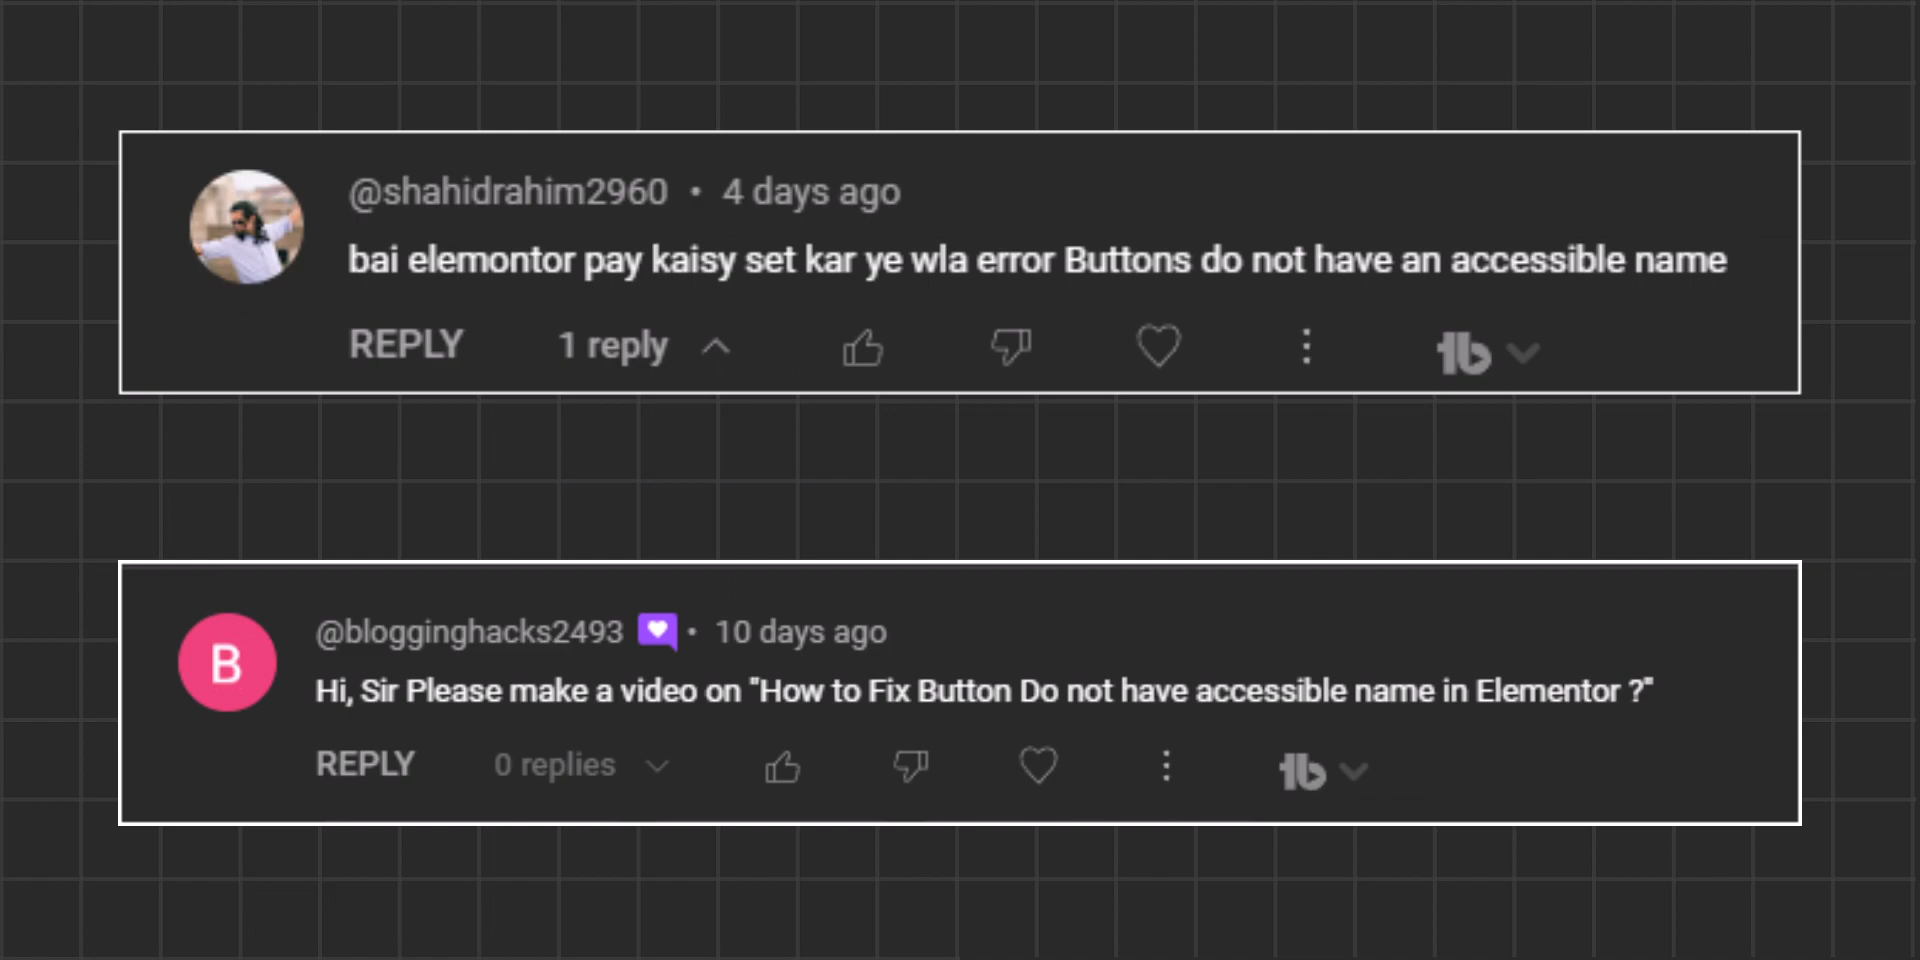 @shahidrahim2960 • 4 days ago
bai elemontor pay kaisy set kar ye wla error Buttons do not have an accessible name
REPLY 1 reply
@blogginghacks2493 • 10 days ago
B
Hi, Sir Please make a video on "How to Fix Button Do not have accessible name in Elementor ?"
REPLY 0 replies